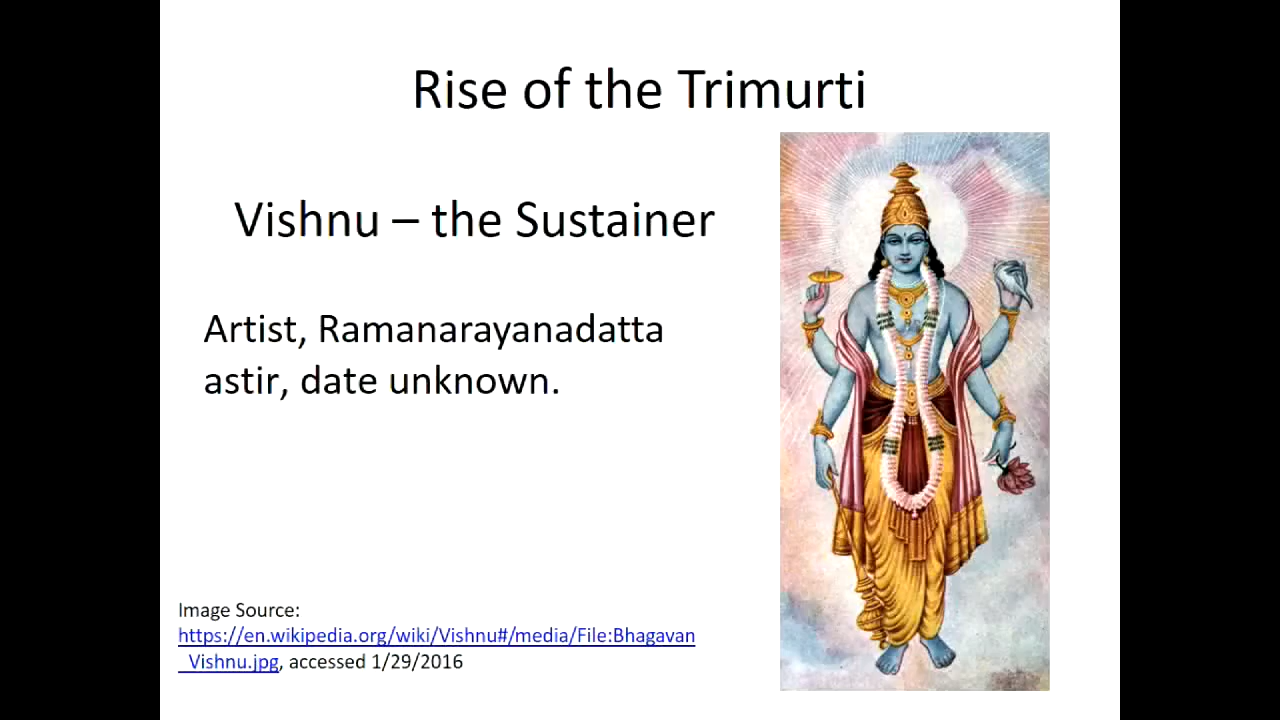 Rise of the Trimurti
Vishnu – the Sustainer
Artist, Ramanarayanadatta
astir, date unknown.
Image Source:
https://en.wikipedia.org/wiki/Vishnu#/media/File:Bhagavan
_Vishnu.jpg, accessed 1/29/2016